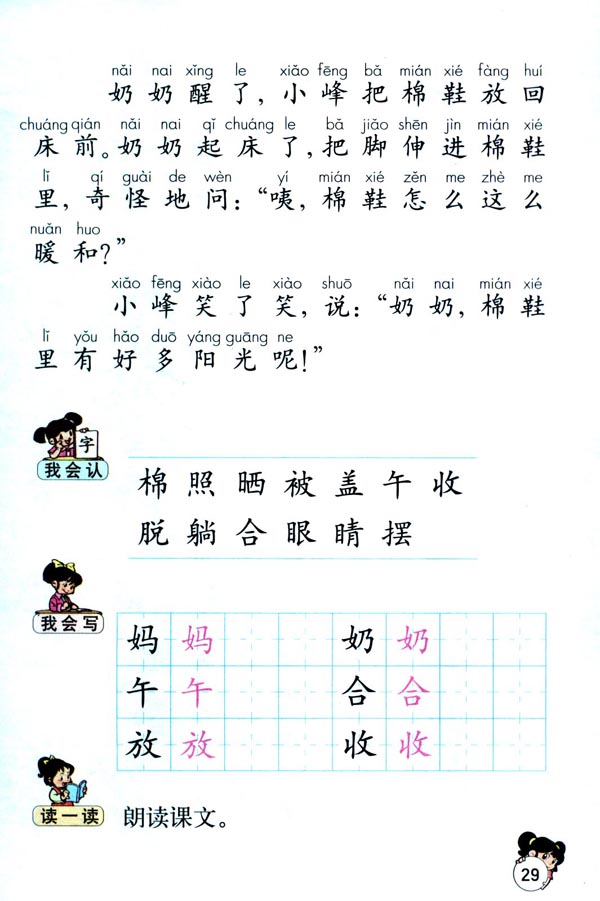 nǎi nai xǐng le xiǎo fēng bǎ mián xié fàng huí
奶奶醒了，小峰把棉鞋放回
chuáng qián nǎi nai qǐ chuáng le bǎ jiǎo shēn jìn mián xié
床前。奶奶起床了，把脚伸进棉鞋
lǐ qí guài de wèn yí mián xié zěn me zhè me
里，奇怪地问：“咦，棉鞋怎么这么
nuǎn huo
暖和？”
xiǎo fēng xiào le xiào shuō nǎi nai mián xié
小峰笑了笑，说：“奶奶，棉鞋
lǐ yǒu hǎo duō yáng guāng ne
里有好多阳光呢！”
字
我会认
棉 照 晒 被 盖 午 收
脱 躺 合 眼 睛 摆
我会写
妈 妈 奶 奶
午 午 合 合
放 放 收 收
读一读
朗读课文。
29